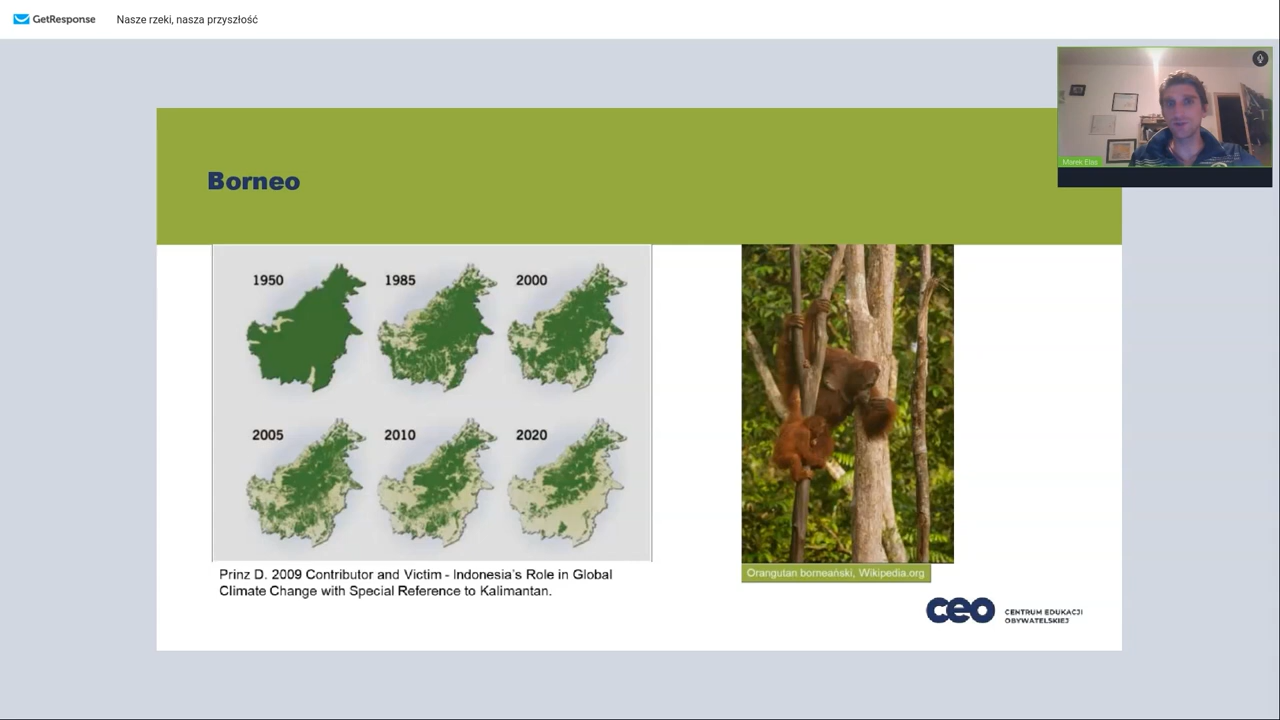 GetResponse
Nasze rzeki, nasza przyszłość
Marek Elas
Borneo
1950
1985
2000
2005
2010
2020
Prinz D. 2009 Contributor and Victim - Indonesia's Role in Global
Climate Change with Special Reference to Kalimantan.
Orangutan borneański, Wikipedia.org
ceo
CENTRUM EDUKACJI
OBYWATELSKIEJ